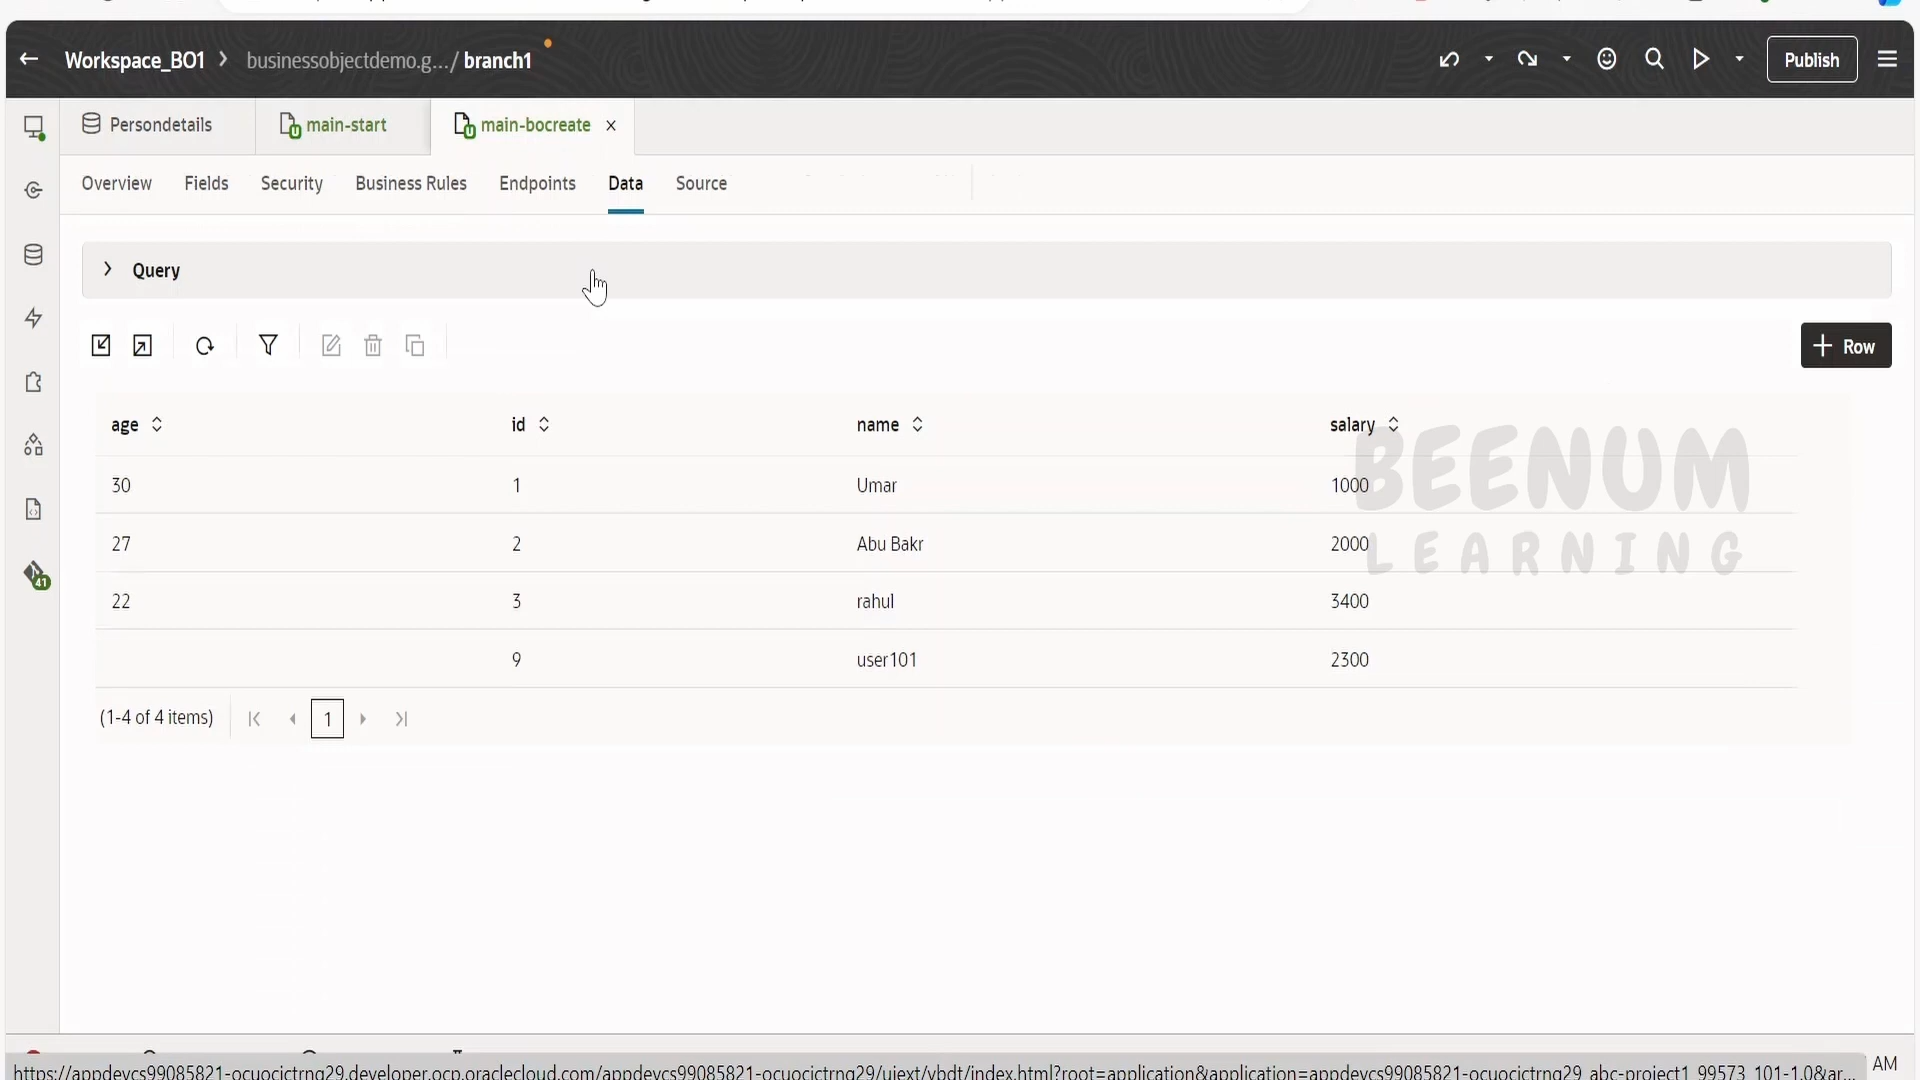 Workspace_BO1 > businessobjectdemo.g... / branch1
Publish
Persondetails
main-start
main-bocreate
Overview
Fields
Security
Business Rules
Endpoints
Data
Source
Query
+ Row
age id name salary
30 1 Umar 1000
27 2 Abu Bakr 2000
22 3 rahul 3400
9 user101 2300
BEENUM
LEARNING
41
(1-4 of 4 items)
1
AM
https://appdevcs99085821-ocuocictrng29.developer.ocp.oraclecloud.com/appdevcs99085821-ocuocictrng29/uiext/vbdt/index.html?root=application&application=appdevcs99085821-ocuocictrng29_abc-project1_99573_101-1.0&ar...